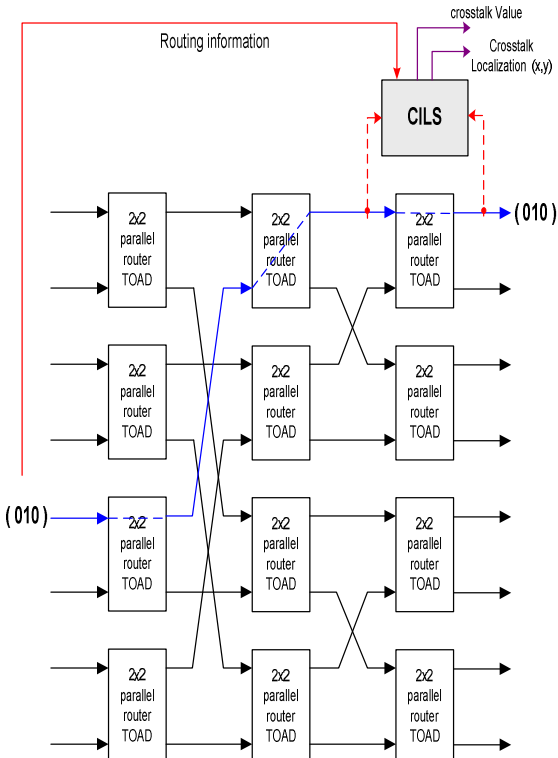 crosstalk Value
Routing information
Crosstalk
Localization (x,y)
CILS
2x2
parallel
router
TOAD
2x2
parallel
router
TOAD
2x2
parallel
router
TOAD
(010)
2x2
parallel
router
TOAD
2x2
parallel
router
TOAD
2x2
parallel
router
TOAD
(010)
2x2
parallel
router
TOAD
2x2
parallel
router
TOAD
2x2
parallel
router
TOAD
2x2
parallel
router
TOAD
2x2
parallel
router
TOAD
2x2
parallel
router
TOAD